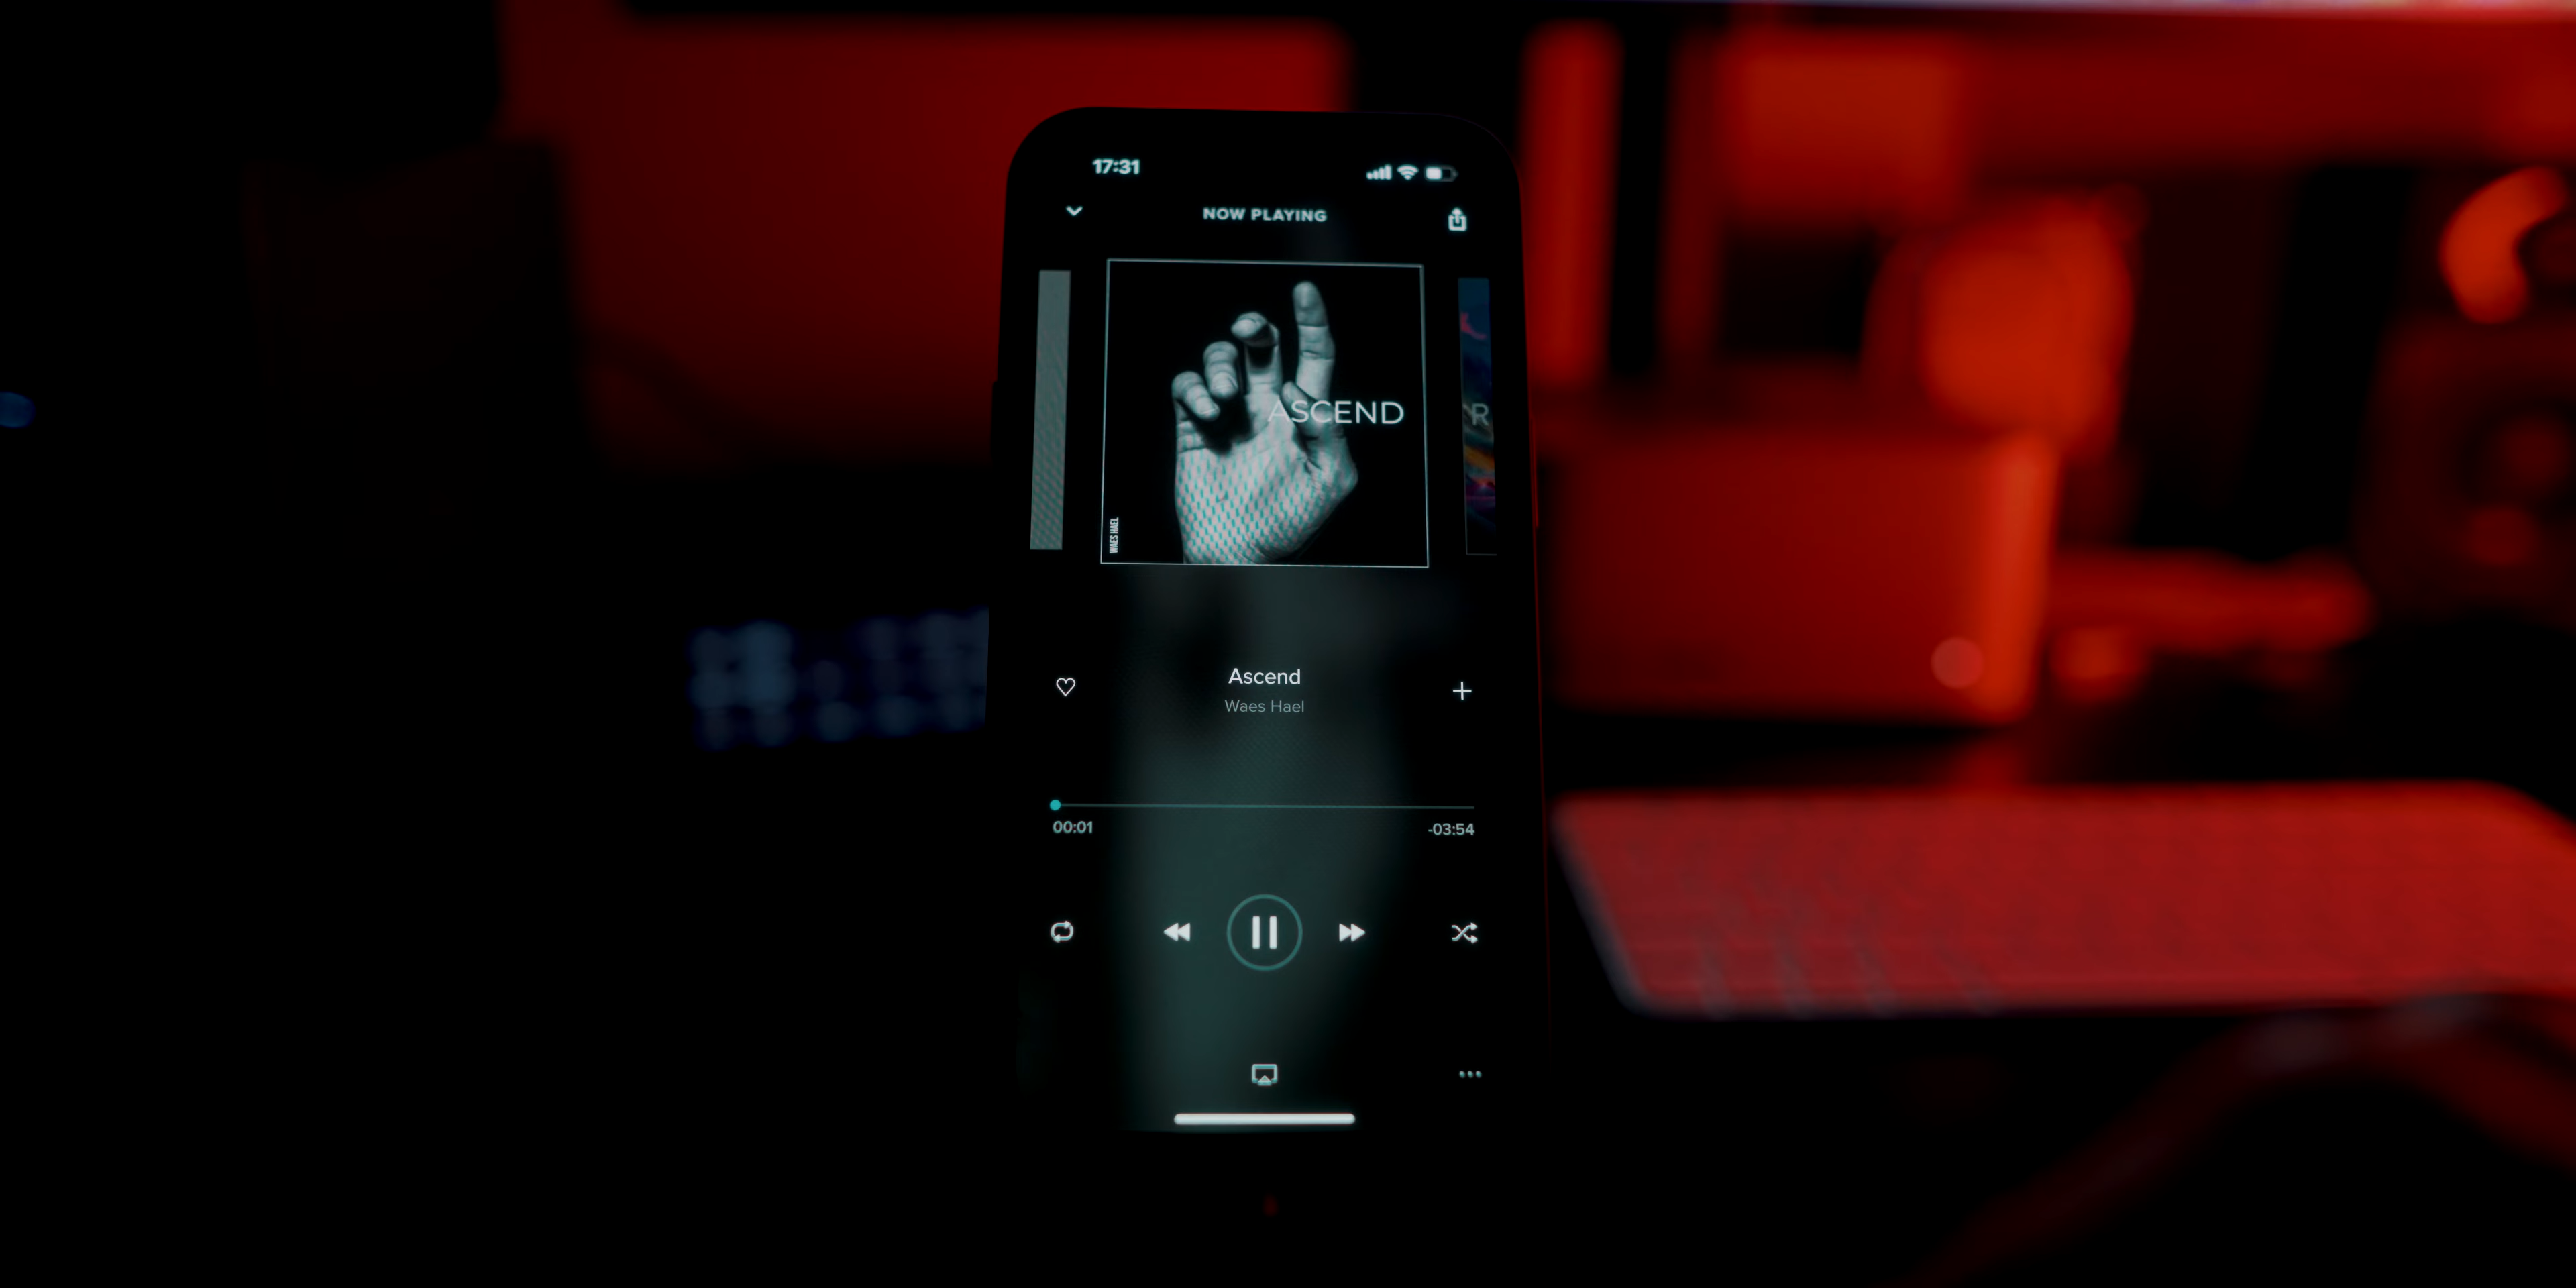 17:31
NOW PLAYING
ASCEND
R
WAES HAEL
Ascend
Waes Hael
00:01
-03:54